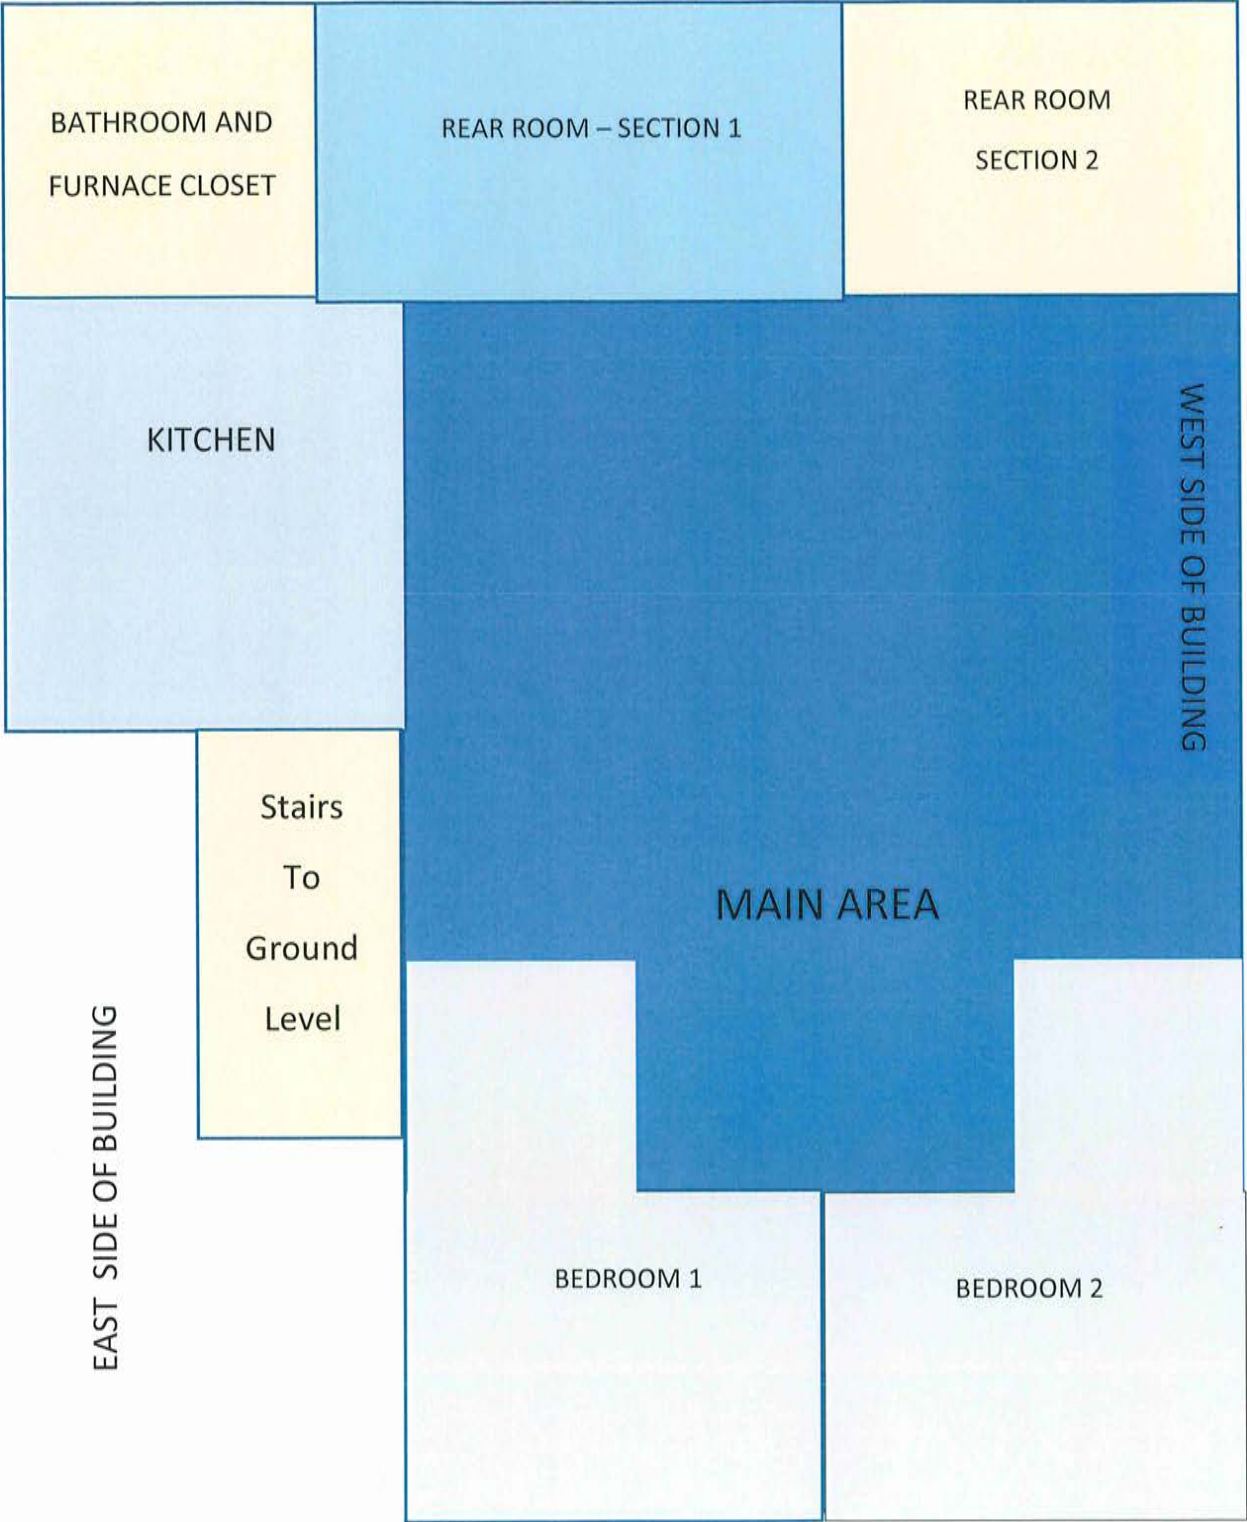 BATHROOM AND
FURNACE CLOSET
REAR ROOM – SECTION 1
REAR ROOM
SECTION 2
KITCHEN
WEST SIDE OF BUILDING
Stairs
To
Ground
Level
MAIN AREA
EAST SIDE OF BUILDING
BEDROOM 1
BEDROOM 2